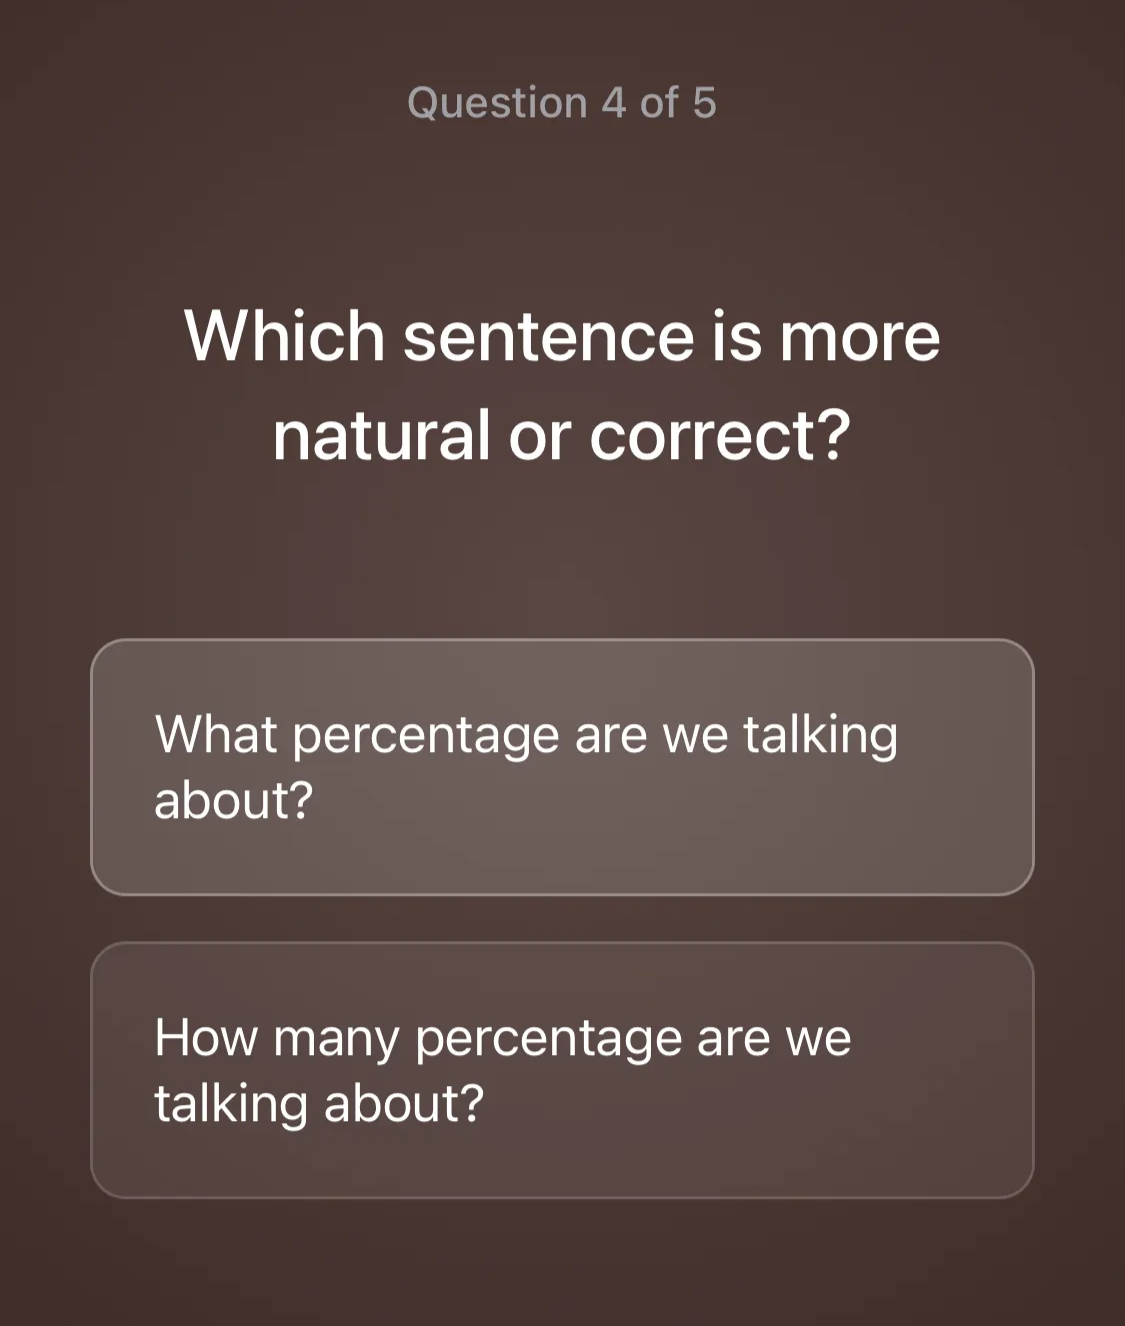 Question 4 of 5
Which sentence is more
natural or correct?
What percentage are we talking
about?
How many percentage are we
talking about?